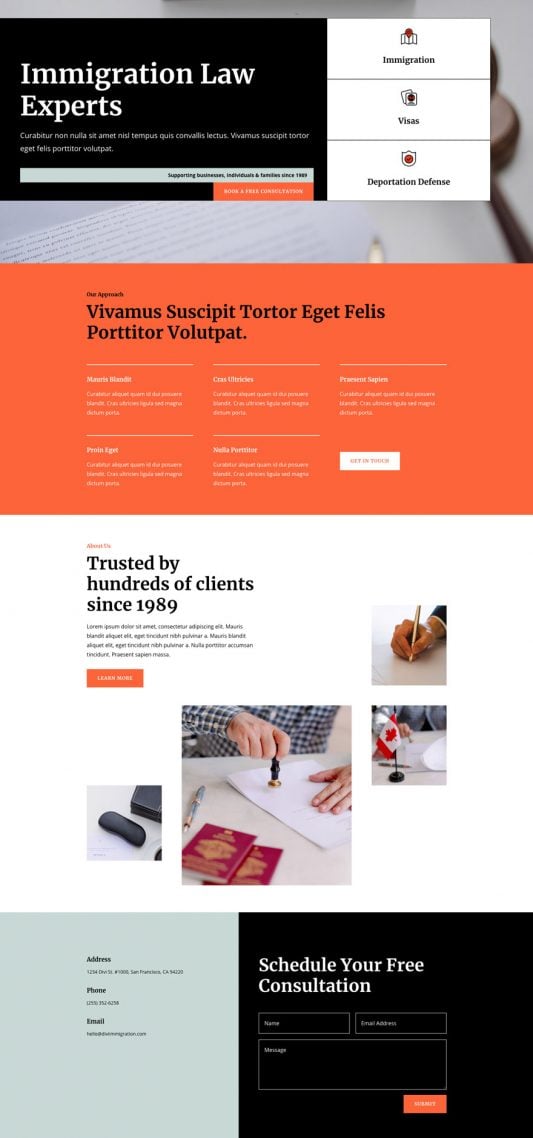 Immigration Law
Experts
Curabitur non nulla sit amet nisl tempus quis convallis lectus. Vivamus suscipit tortor
eget felis porttitor volutpat.
Supporting businesses, individuals & families since 1989
BOOK A FREE CONSULTATION
Immigration
Visas
Deportation Defense
Our Approach
Vivamus Suscipit Tortor Eget Felis
Porttitor Volutpat.
Mauris Blandit
Curabitur aliquet quam id dui posuere
blandit. Cras ultricies ligula sed magna
dictum porta.
Cras Ultricies
Curabitur aliquet quam id dui posuere
blandit. Cras ultricies ligula sed magna
dictum porta.
Praesent Sapien
Curabitur aliquet quam id dui posuere
blandit. Cras ultricies ligula sed magna
dictum porta.
Proin Eget
Curabitur aliquet quam id dui posuere
blandit. Cras ultricies ligula sed magna
dictum porta.
Nulla Porttitor
Curabitur aliquet quam id dui posuere
blandit. Cras ultricies ligula sed magna
dictum porta.
GET IN TOUCH
About Us
Trusted by
hundreds of clients
since 1989
Lorem ipsum dolor sit amet, consectetur adipiscing elit. Mauris
blandit aliquet elit, eget tincidunt nibh pulvinar a. Mauris blandit
aliquet elit, eget tincidunt nibh pulvinar a. Nulla porttitor accumsan
tincidunt. Praesent sapien massa.
LEARN MORE
Address
1234 Divi St. #1000, San Francisco, CA 94220
Phone
(255) 352-6258
Email
hello@diviimmigration.com
Schedule Your Free
Consultation
Name
Email Address
Message
SUBMIT